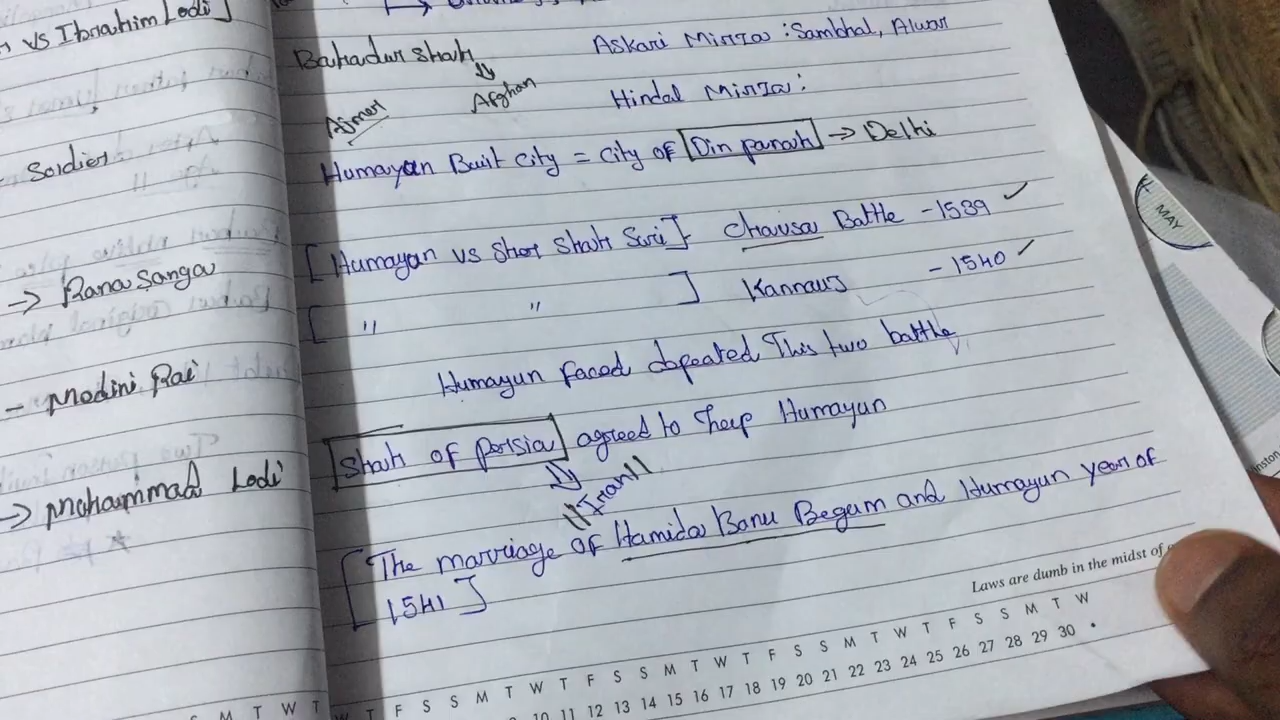 vs Ibrahim Lodi]
Soldier
→ Rana Sanga
- Medini Rai
→ Mohammad Lodi
Bahadur Shah
Afghan
Ajmer
Askari Mirza : Sambhal, Alwar
Hindal Mirza :
Humayan Built City = City of Din panah → Delhi
[Humayan vs Sher Shah Suri] Chausa Battle - 1539 ✓
[ " " ] Kannaus - 1540 ✓
Humayun faced defeated This two battle
Shah of persia agreed to help Humayun
"Iran"
[The marriage of Hamida Banu Begum and Humayun year of
1541]
Laws are dumb in the midst of
M T W T
T F S S M T W T F S S M T W T F S S M T W T F S S M T W
10 11 12 13 14 15 16 17 18 19 20 21 22 23 24 25 26 27 28 29 30 •
MAY